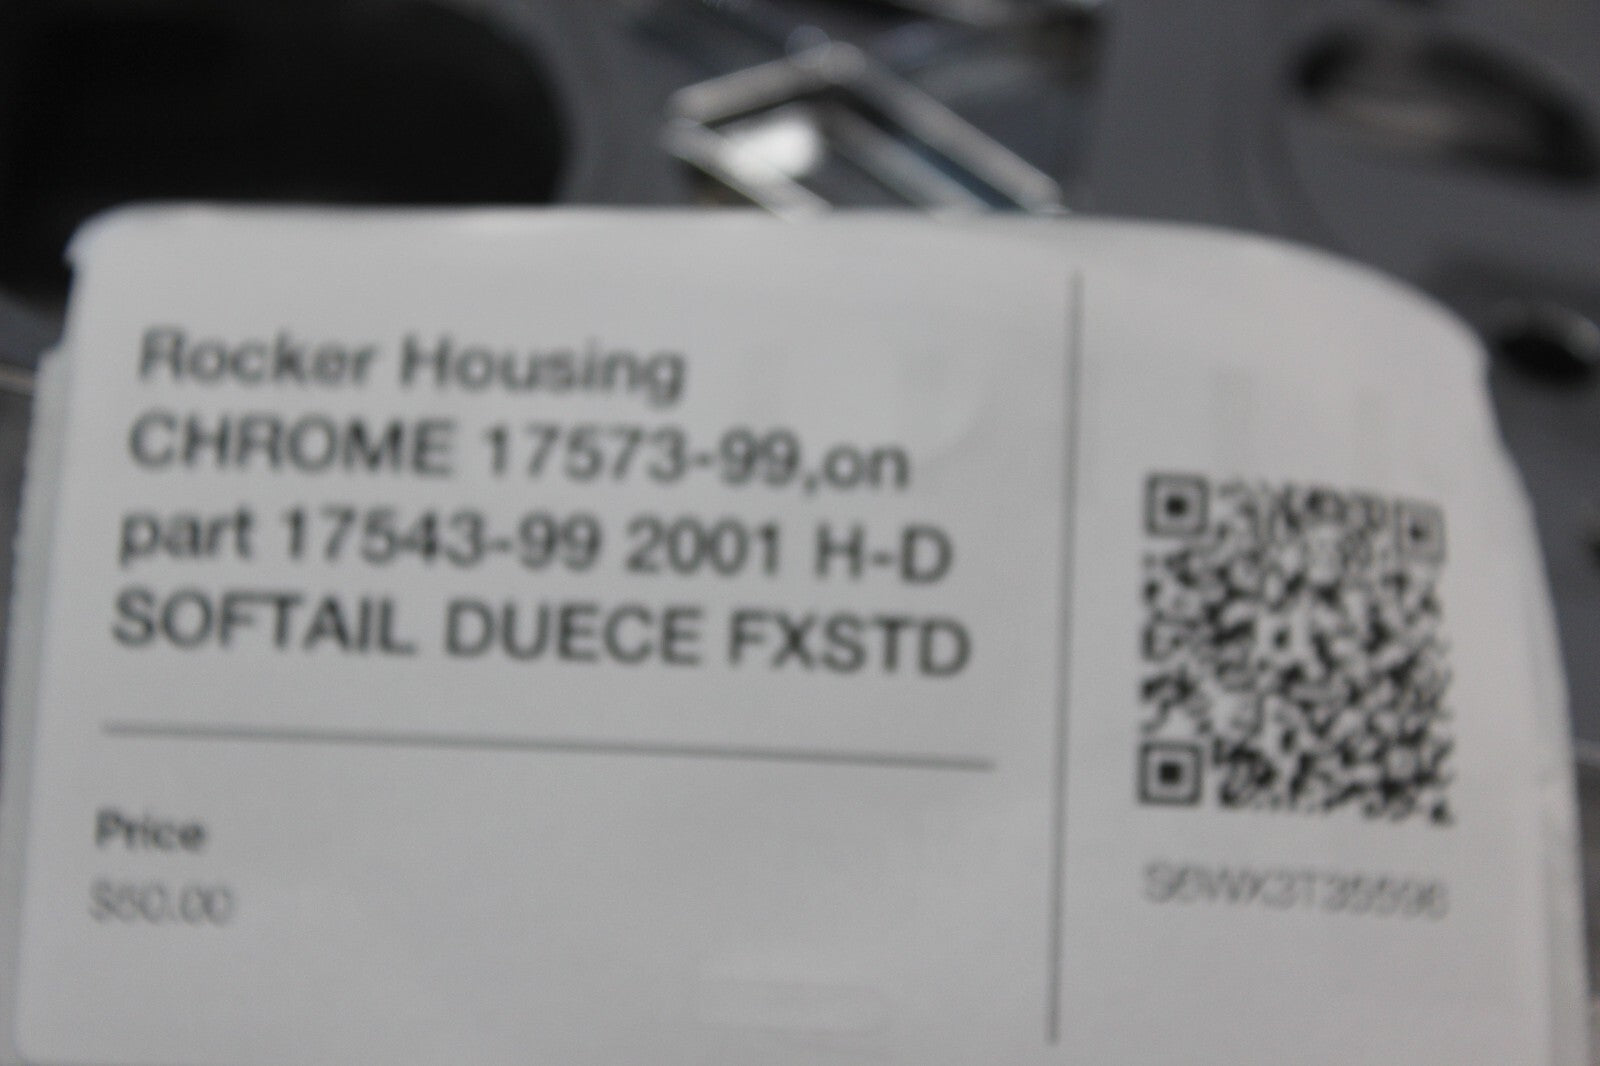 Rocker Housing
CHROME 17573-99,on
part 17543-99 2001 H-D
SOFTAIL DUECE FXSTD
Price